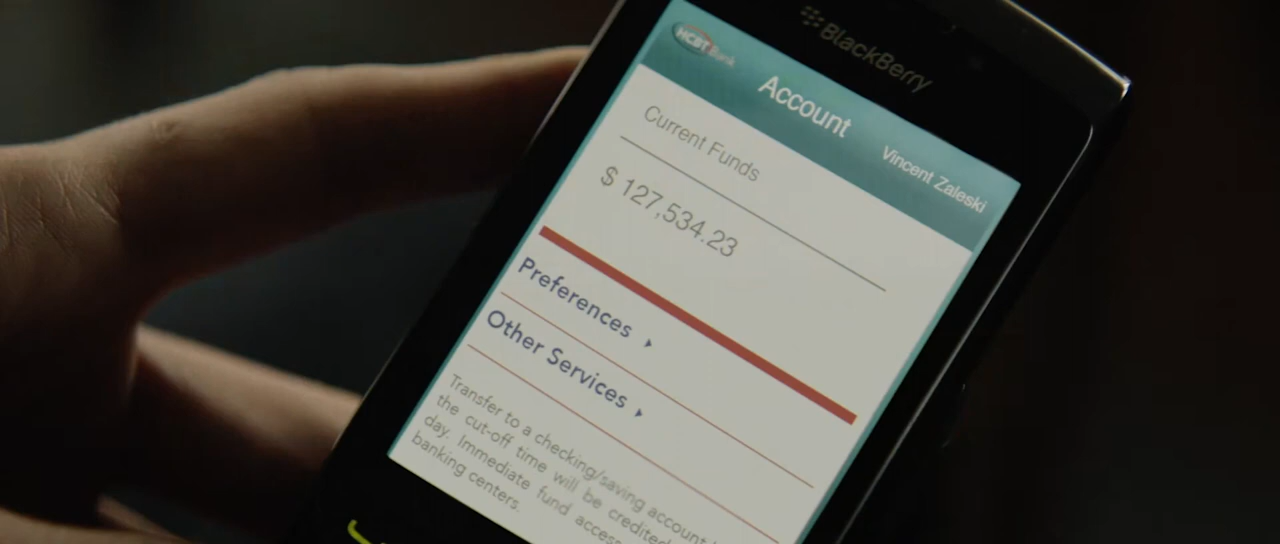 BlackBerry
HCBT Bank
Account
Vincent Zaleski
Current Funds
$ 127,534.23
Preferences
Other Services
Transfer to a checking/saving account
the cut-off time will be credited
day. Immediate fund access
banking centers.